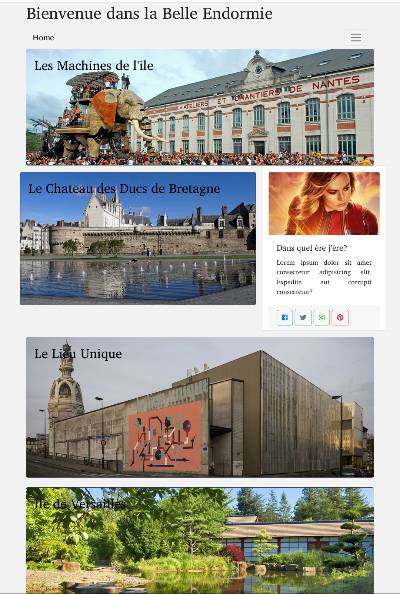 Bienvenue dans la Belle Endormie
Home
Les Machines de l'ile
ATELIERS ET CHANTIERS DE NANTES
Le Chateau des Ducs de Bretagne
Dans quel ère j'ère?
Lorem ipsum dolor sit amet
consectetur adipisicing elit.
Expedita aut corrupti
consectetur?
Le Lieu Unique
Ile de Versailles